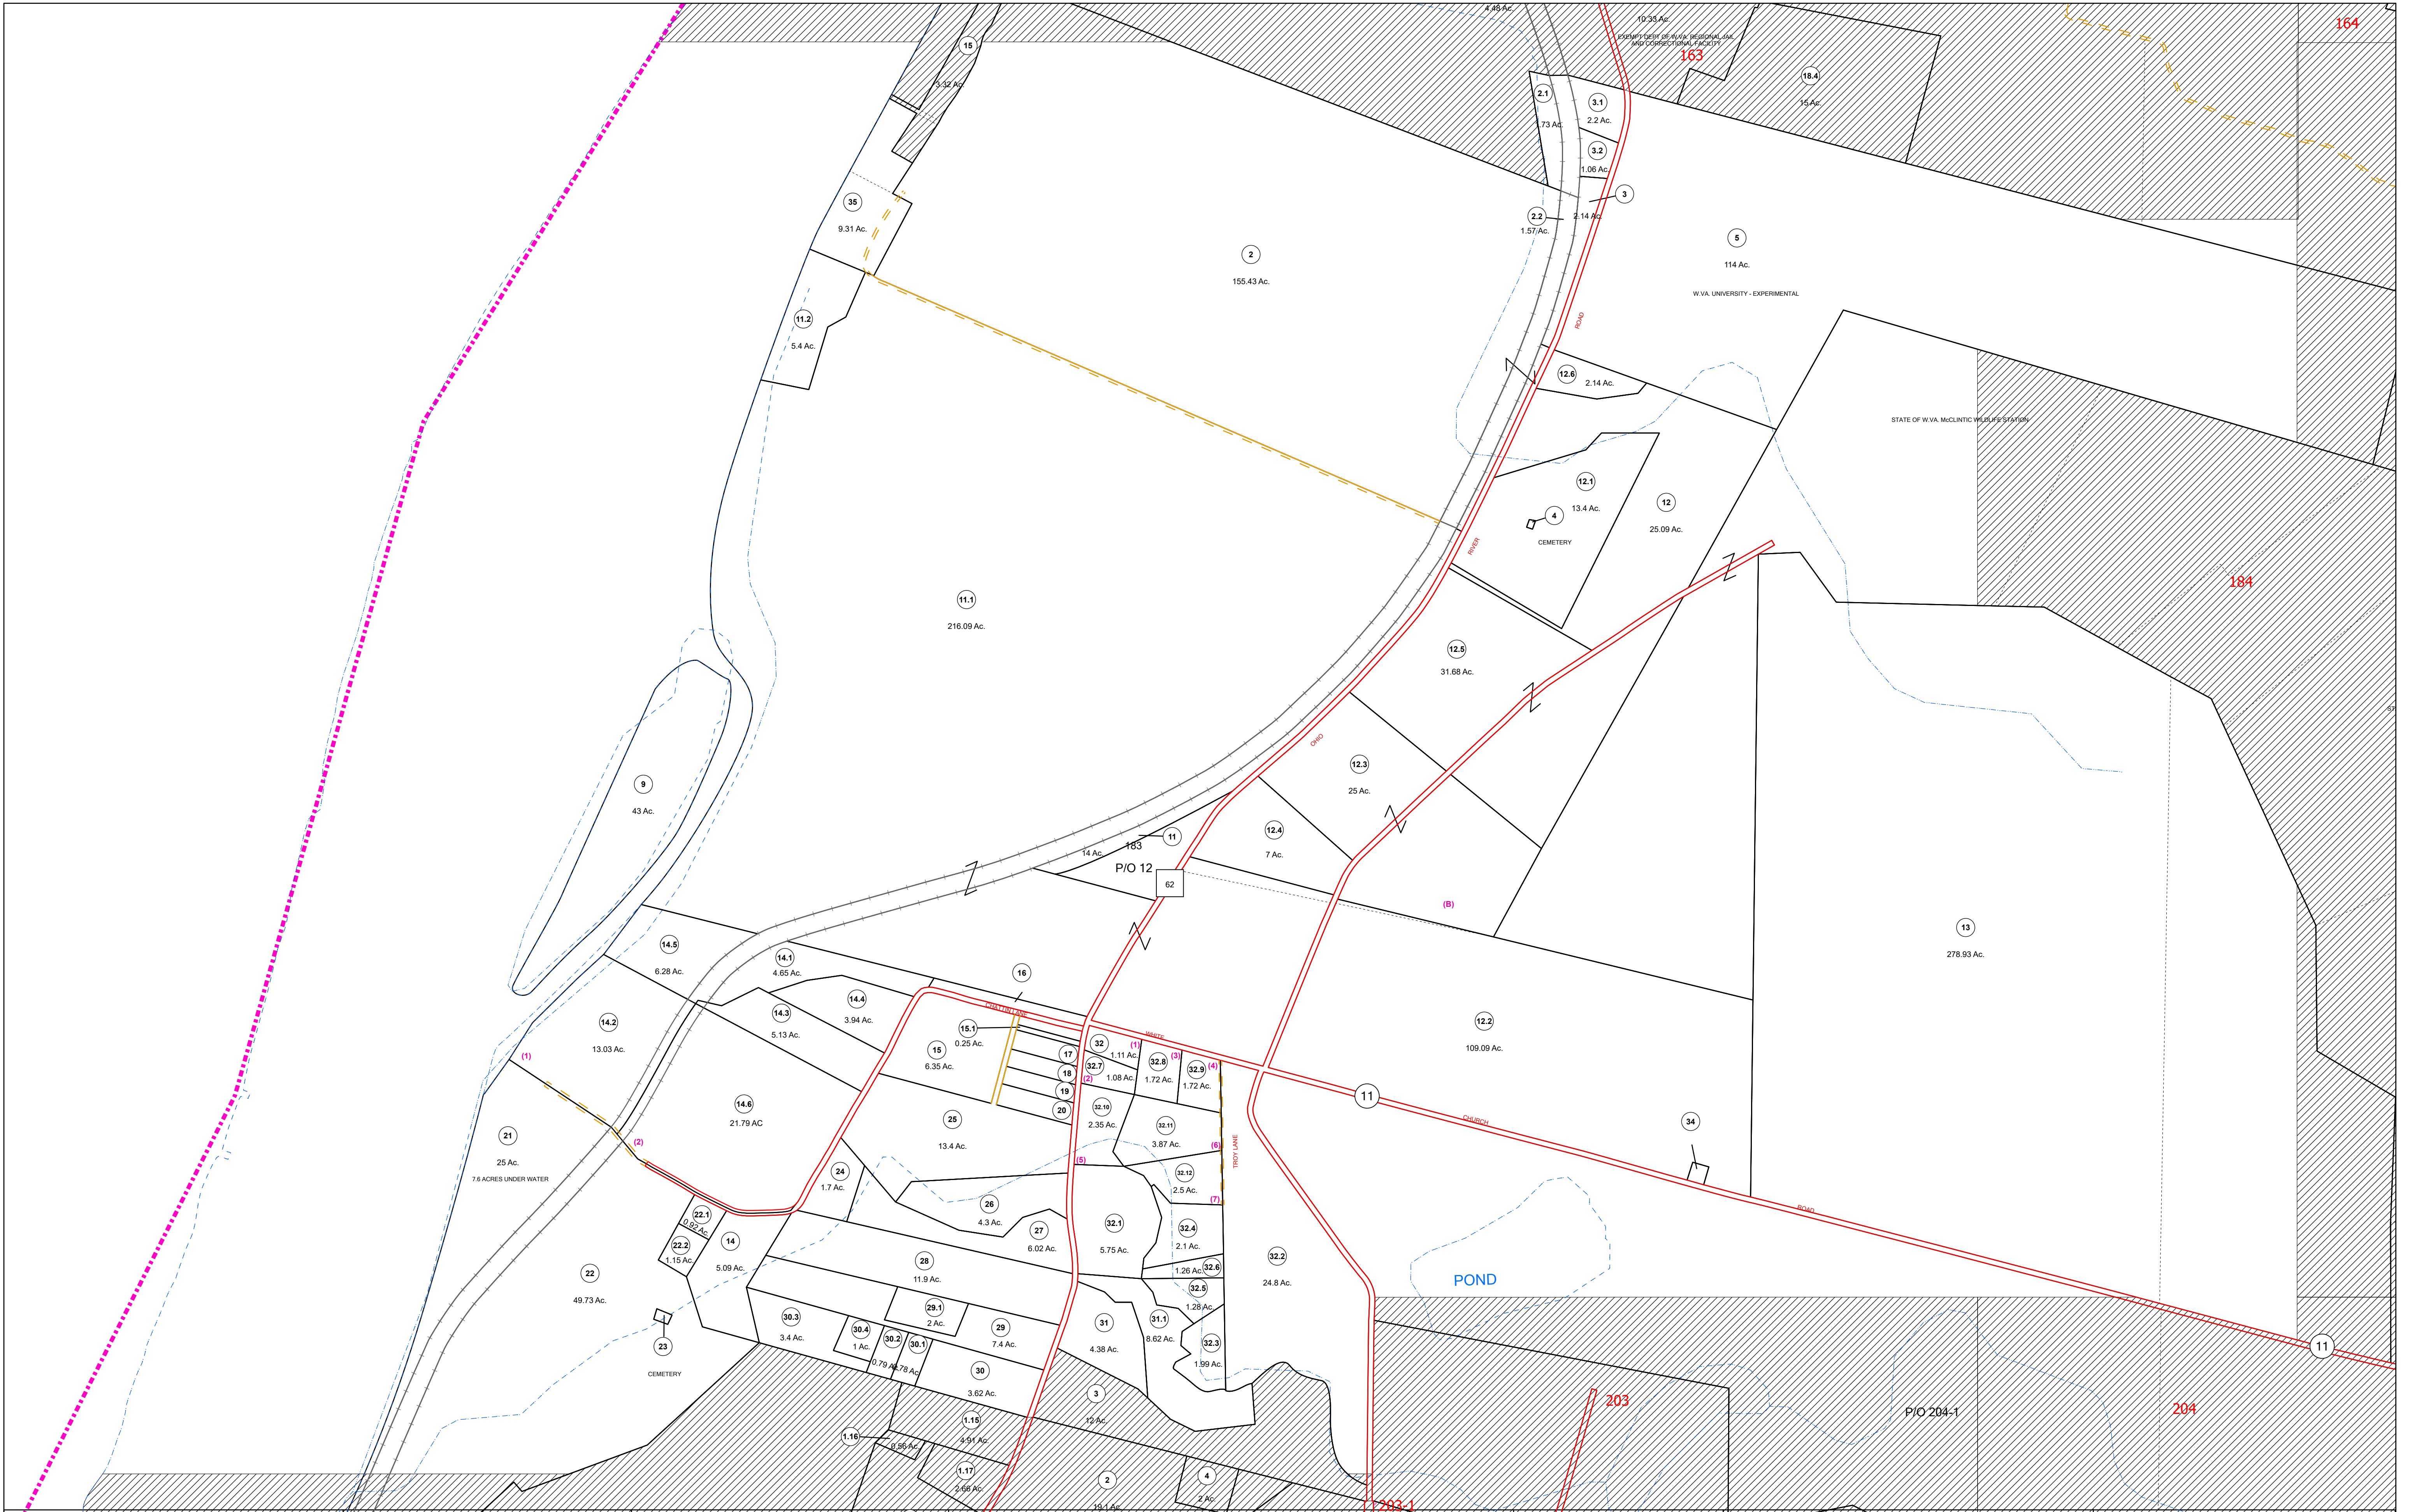 4.48 Ac.
10.33 Ac.
EXEMPT DEPT OF W.VA. REGIONAL JAIL
AND CORRECTIONAL FACILITY
163
164
15
3.32 Ac.
18.4
15 Ac.
2.1
.73 Ac.
3.1
2.2 Ac.
3.2
1.06 Ac.
3
2.14 Ac.
2.2
1.57 Ac.
35
9.31 Ac.
2
155.43 Ac.
5
114 Ac.
W.VA. UNIVERSITY - EXPERIMENTAL
11.2
5.4 Ac.
ROAD
12.6
2.14 Ac.
STATE OF W.VA. McCLINTIC WILDLIFE STATION
12.1
13.4 Ac.
4
CEMETERY
12
25.09 Ac.
RIVER
184
11.1
216.09 Ac.
12.5
31.68 Ac.
ST
OHIO
9
43 Ac.
12.3
25 Ac.
12.4
7 Ac.
11
14 Ac.
183
P/O 12
62
(B)
13
278.93 Ac.
14.5
6.28 Ac.
14.1
4.65 Ac.
16
14.4
3.94 Ac.
14.3
5.13 Ac.
CHATTIN LANE
14.2
13.03 Ac.
15.1
0.25 Ac.
15
6.35 Ac.
WHITE
12.2
109.09 Ac.
(1)
17
18
19
20
32
1.11 Ac.
(1)
32.7
1.08 Ac.
(2)
32.8
1.72 Ac.
(3)
32.9
1.72 Ac.
(4)
11
14.6
21.79 AC
25
13.4 Ac.
32.10
2.35 Ac.
32.11
3.87 Ac.
CHURCH
34
21
25 Ac.
7.6 ACRES UNDER WATER
(2)
(5)
(6)
TROY LANE
24
1.7 Ac.
32.12
2.5 Ac.
(7)
26
4.3 Ac.
ROAD
22.1
0.92 Ac.
22.2
1.15 Ac.
14
5.09 Ac.
27
6.02 Ac.
32.1
5.75 Ac.
32.4
2.1 Ac.
32.2
24.8 Ac.
28
11.9 Ac.
32.6
1.26 Ac.
32.5
1.28 Ac.
POND
22
49.73 Ac.
23
CEMETERY
29.1
2 Ac.
29
7.4 Ac.
30.3
3.4 Ac.
30.4
1 Ac.
30.2
0.79 Ac.
30.1
.78 Ac.
31
4.38 Ac.
31.1
8.62 Ac.
32.3
1.99 Ac.
11
30
3.62 Ac.
3
12 Ac.
203
P/O 204-1
204
1.15
4.91 Ac.
1.16
0.56 Ac.
1.17
2.66 Ac.
2
19.1 Ac.
4
2 Ac.
203-1